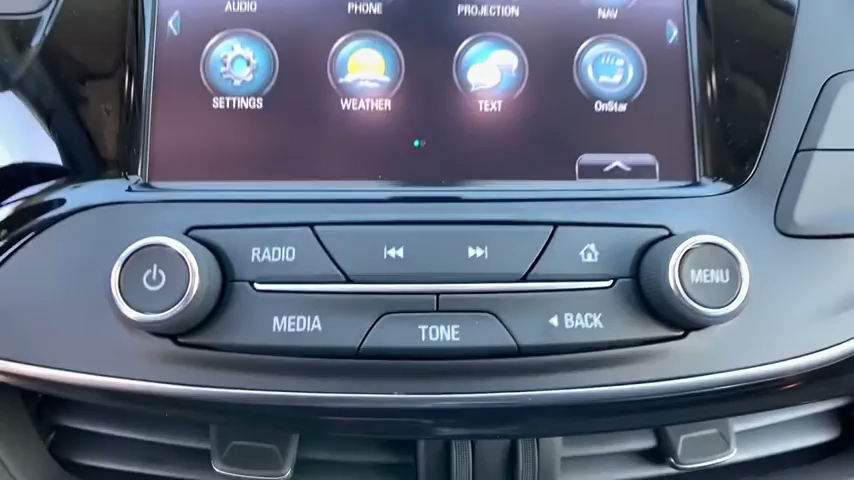 AUDIO PHONE PROJECTION NAV
SETTINGS WEATHER TEXT OnStar
RADIO MENU
MEDIA TONE BACK